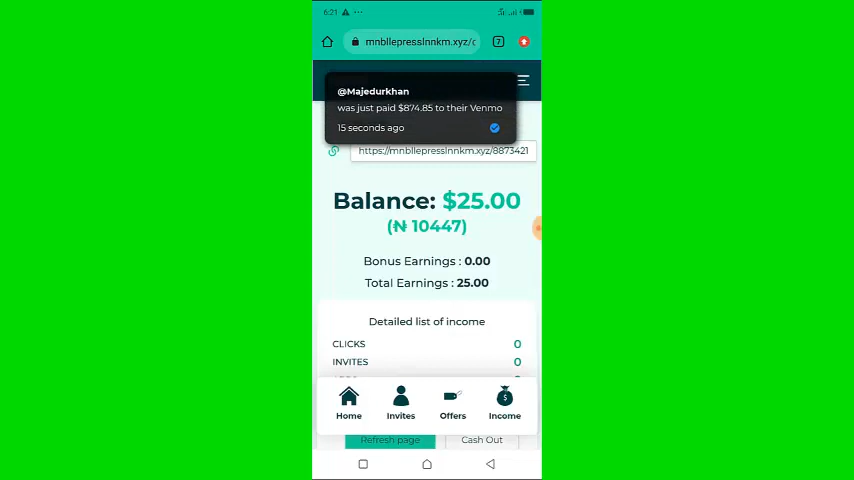 6:21
mnbllepresslnnkm.xyz/c
7
@Majedurkhan
was just paid $874.85 to their Venmo
15 seconds ago
https://mnbllepresslnnkm.xyz/8873421
Balance: $25.00
(₦ 10447)
Bonus Earnings : 0.00
Total Earnings : 25.00
Detailed list of income
CLICKS 0
INVITES 0
Home Invites Offers Income
Refresh page Cash Out